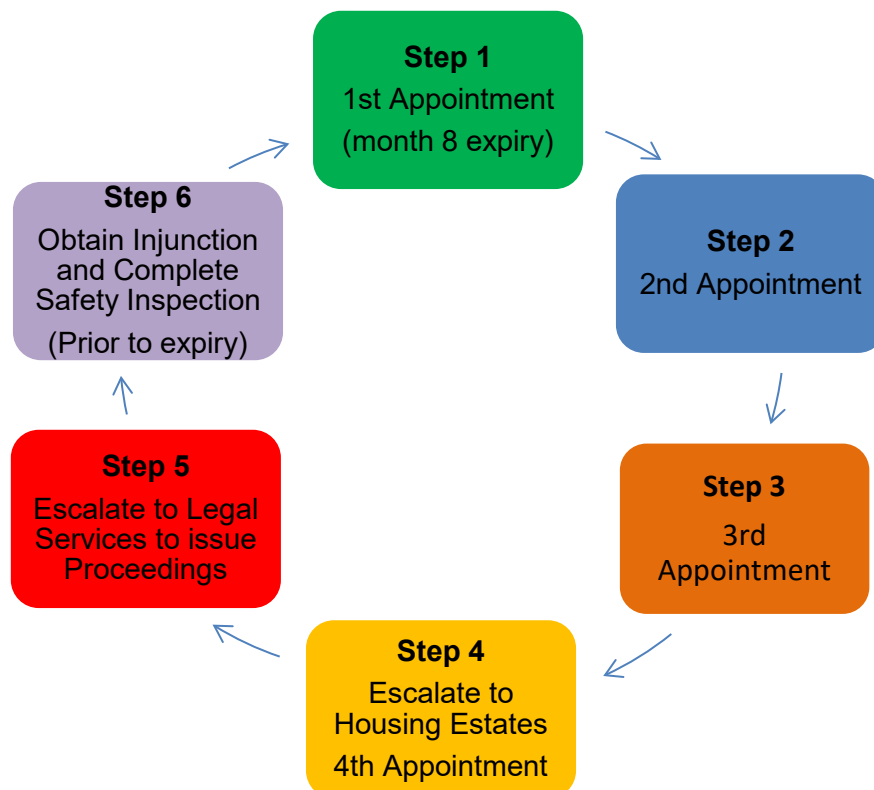 Step 1
1st Appointment
(month 8 expiry)
Step 2
2nd Appointment
Step 3
3rd
Appointment
Step 4
Escalate to
Housing Estates
4th Appointment
Step 5
Escalate to Legal
Services to issue
Proceedings
Step 6
Obtain Injunction
and Complete
Safety Inspection
(Prior to expiry)